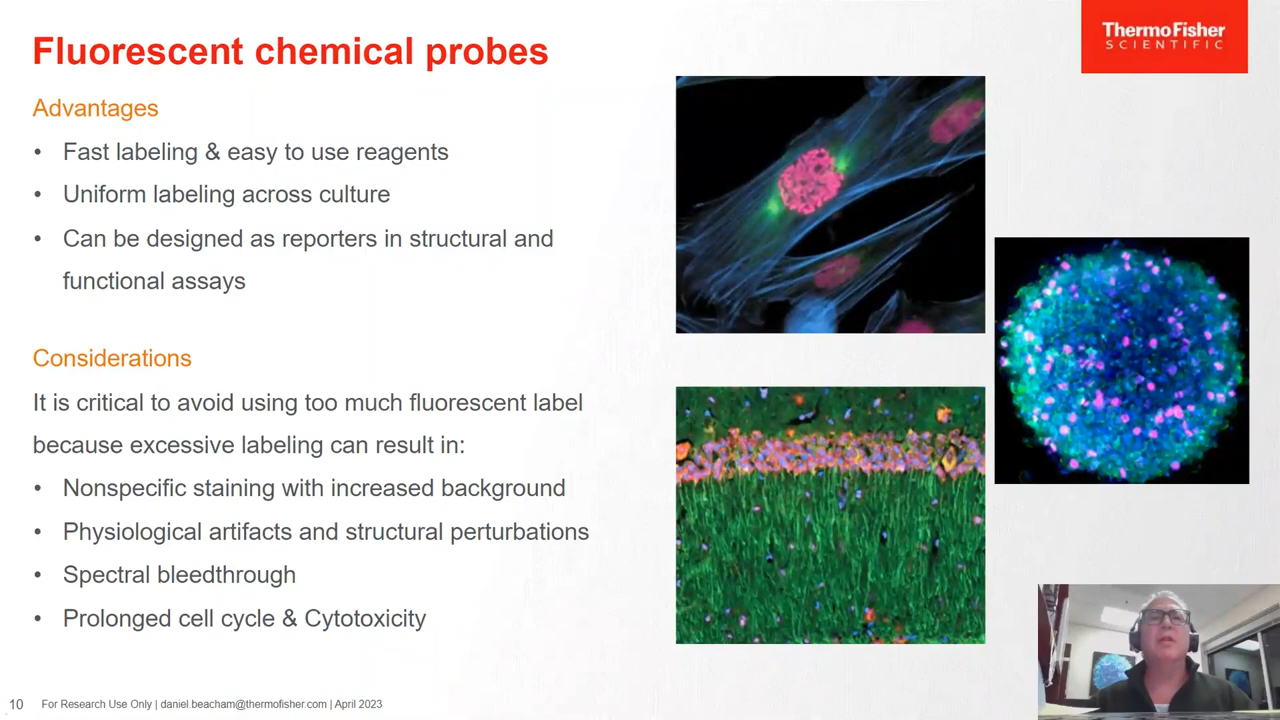 Fluorescent chemical probes
ThermoFisher
SCIENTIFIC
Advantages
• Fast labeling & easy to use reagents
• Uniform labeling across culture
• Can be designed as reporters in structural and
functional assays
Considerations
It is critical to avoid using too much fluorescent label
because excessive labeling can result in:
• Nonspecific staining with increased background
• Physiological artifacts and structural perturbations
• Spectral bleedthrough
• Prolonged cell cycle & Cytotoxicity
10 For Research Use Only | daniel.beacham@thermofisher.com | April 2023